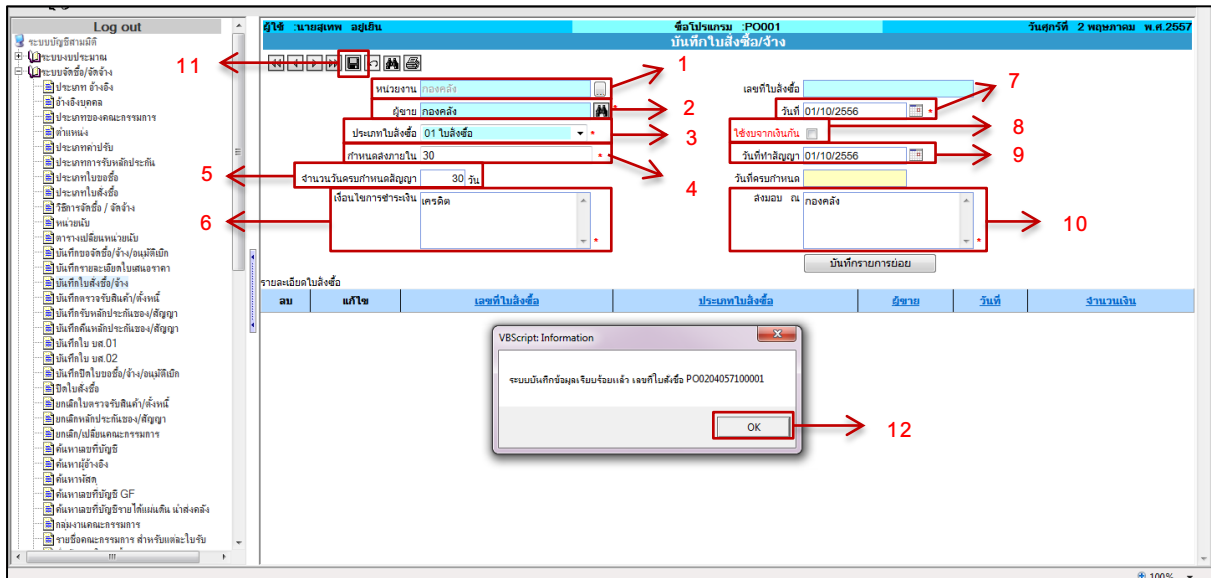 Log out
ผู้ใช้ :นายสุเทพ อยู่เย็น
ชื่อโปรแกรม :PO001
วันศุกร์ที่ 2 พฤษภาคม พ.ศ.2557
บันทึกใบสั่งซื้อ/จ้าง
ระบบบัญชีสามมิติ
ระบบงบประมาณ
ระบบจัดซื้อ/จัดจ้าง
ประเภท อ้างอิง
อ้างอิงบุคคล
ประเภทของคณะกรรมการ
ตำแหน่ง
ประเภทค่าปรับ
ประเภทการรับหลักประกัน
ประเภทใบขอซื้อ
ประเภทใบสั่งซื้อ
วิธีการจัดซื้อ / จัดจ้าง
หน่วยนับ
ตารางเปลี่ยนหน่วยนับ
บันทึกขอจัดซื้อ/จ้าง/อนุมัติเบิก
บันทึกรายละเอียดใบเสนอราคา
บันทึกใบสั่งซื้อ/จ้าง
บันทึกตรวจรับสินค้า/ตั้งหนี้
บันทึกรับหลักประกันซอง/สัญญา
บันทึกคืนหลักประกันซอง/สัญญา
บันทึกใบ บส.01
บันทึกใบ บส.02
บันทึกปิดใบขอซื้อ/จ้าง/อนุมัติเบิก
ปิดใบสั่งซื้อ
ยกเลิกใบตรวจรับสินค้า/ตั้งหนี้
ยกเลิกหลักประกันซอง/สัญญา
ยกเลิก/เปลี่ยนคณะกรรมการ
ค้นหาเลขที่บัญชี
ค้นหาผู้อ้างอิง
ค้นหาพัสดุ
ค้นหาเลขที่บัญชี GF
ค้นหาเลขที่บัญชีรายได้แผ่นดิน นำส่งคลัง
กลุ่มงานคณะกรรมการ
รายชื่อคณะกรรมการ สำหรับแต่ละใบรับ
11
หน่วยงาน กองคลัง
1
เลขที่ใบสั่งซื้อ
7
ผู้ขาย กองคลัง *
2
วันที่ 01/10/2556 *
ประเภทใบสั่งซื้อ 01 ใบสั่งซื้อ *
3
ใช้งบจากเงินกัน
8
กำหนดส่งภายใน 30 *
4
วันที่ทำสัญญา 01/10/2556
9
5
จำนวนวันครบกำหนดสัญญา 30 วัน
วันที่ครบกำหนด
6
เงื่อนไขการชำระเงิน เครดิต *
ส่งมอบ ณ กองคลัง *
10
บันทึกรายการย่อย
รายละเอียดใบสั่งซื้อ
ลบ แก้ไข เลขที่ใบสั่งซื้อ ประเภทใบสั่งซื้อ ผู้ขาย วันที่ จำนวนเงิน
VBScript: Information
ระบบบันทึกข้อมูลเรียบร้อยแล้ว เลขที่ใบสั่งซื้อ PO0204057100001
OK
12
100%